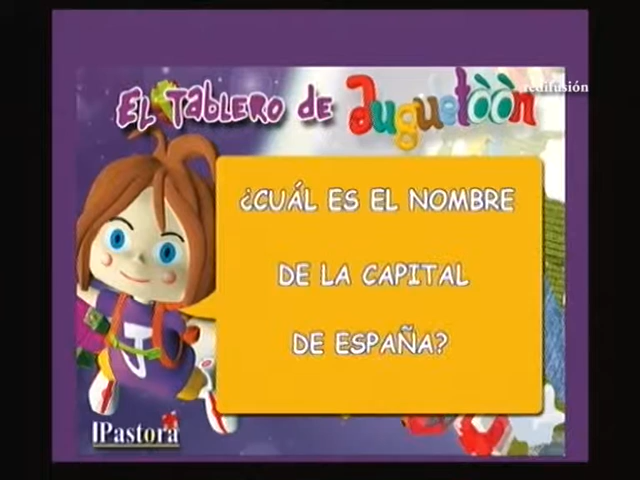 redifusión
El Tablero de Juguetòòn
¿CUÁL ES EL NOMBRE
DE LA CAPITAL
DE ESPAÑA?
J
IPastora